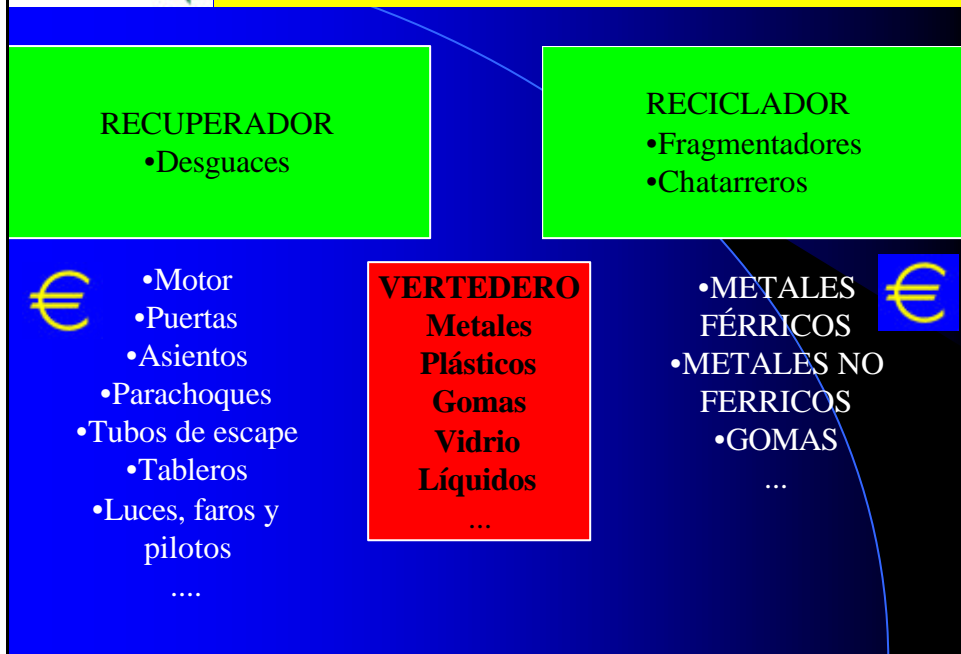 RECUPERADOR
•Desguaces
RECICLADOR
•Fragmentadores
•Chatarreros
€
•Motor
•Puertas
•Asientos
•Parachoques
•Tubos de escape
•Tableros
•Luces, faros y
pilotos
....
VERTEDERO
Metales
Plásticos
Gomas
Vidrio
Líquidos
...
•METALES
FÉRRICOS
•METALES NO
FERRICOS
•GOMAS
...
€